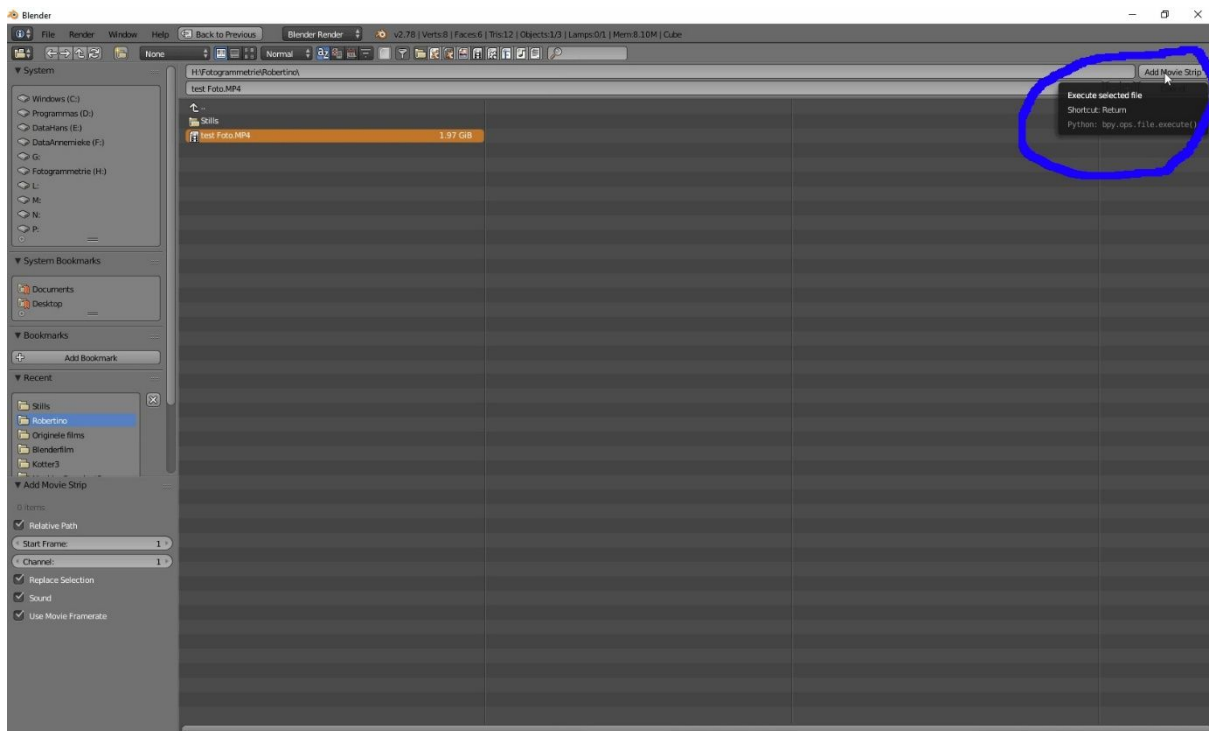 Blender
File Render Window Help Back to Previous Blender Render v2.78 | Verts:8 | Faces:6 | Tris:12 | Objects:1/3 | Lamps:0/1 | Mem:8.10M | Cube
None Normal
System
H:\Fotogrammetrie\Robertino\
Add Movie Strip
test Foto.MP4
Execute selected file
Shortcut: Return
Python: bpy.ops.file.execute()
..
Stills
test Foto.MP4 1.97 GiB
Windows (C:)
Programmas (D:)
DataHans (E:)
DataAnnemieke (F:)
G:
Fotogrammetrie (H:)
L:
M:
N:
P:
System Bookmarks
Documents
Desktop
Bookmarks
Add Bookmark
Recent
Stills
Robertino
Originele films
Blenderfilm
Kotter3
Add Movie Strip
0 items
Relative Path
Start Frame: 1
Channel: 1
Replace Selection
Sound
Use Movie Framerate